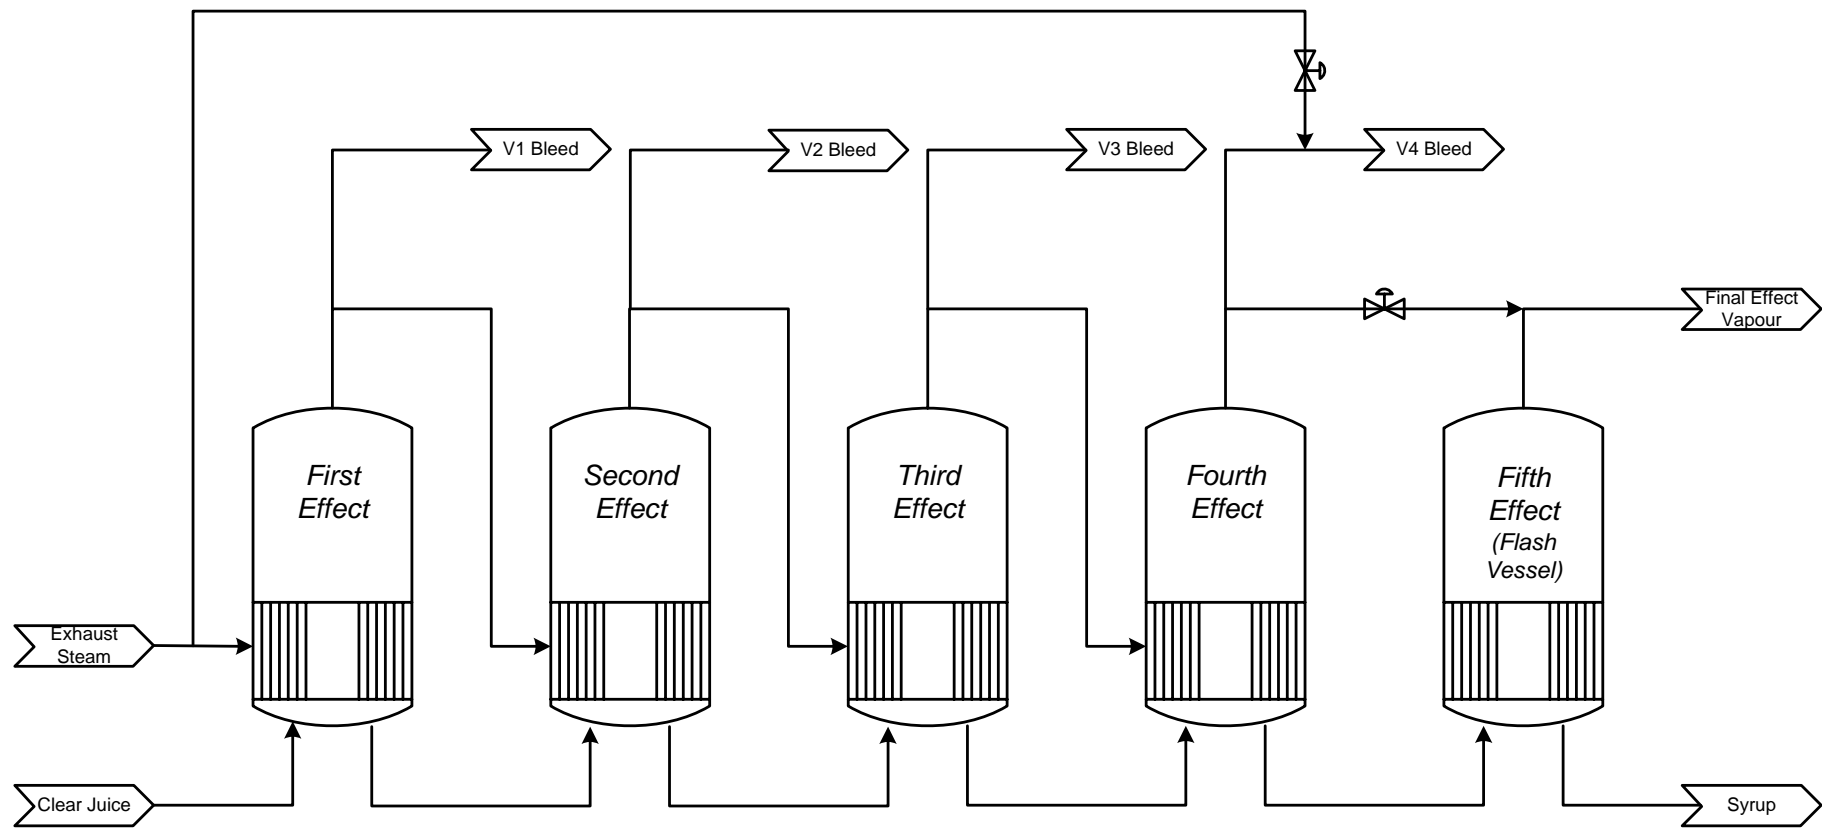 V1 Bleed
V2 Bleed
V3 Bleed
V4 Bleed
Final Effect
Vapour
First
Effect
Second
Effect
Third
Effect
Fourth
Effect
Fifth
Effect
(Flash
Vessel)
Exhaust
Steam
Clear Juice
Syrup